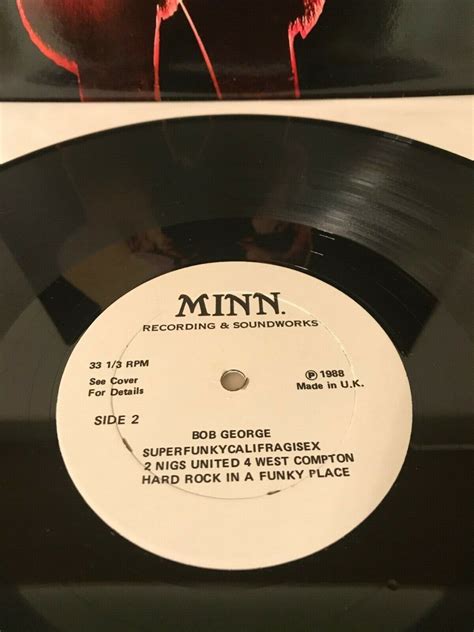 MINN.
RECORDING & SOUNDWORKS
33 1/3 RPM
See Cover
For Details
SIDE 2
℗ 1988
Made in U.K.
BOB GEORGE
SUPERFUNKYCALIFRAGISEX
2 NIGS UNITED 4 WEST COMPTON
HARD ROCK IN A FUNKY PLACE